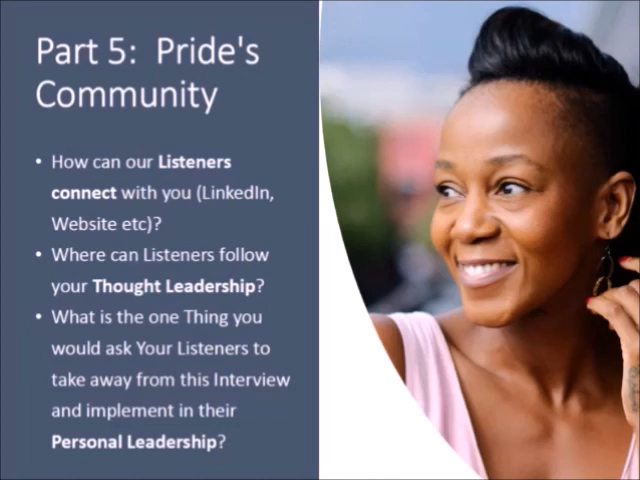 Part 5:  Pride's
Community
• How can our Listeners
connect with you (LinkedIn,
Website etc)?
• Where can Listeners follow
your Thought Leadership?
• What is the one Thing you
would ask Your Listeners to
take away from this Interview
and implement in their
Personal Leadership?